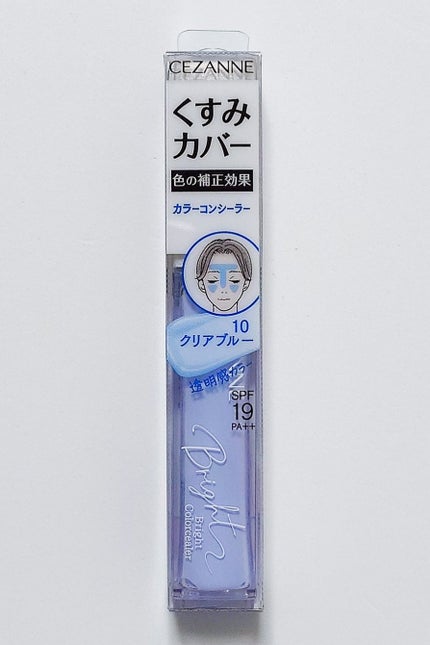 CEZANNE
くすみ
カバー
色の補正効果
カラーコンシーラー
10
クリアブルー
透明感カラー
SPF
19
PA++
Bright
Bright
Colorcealer